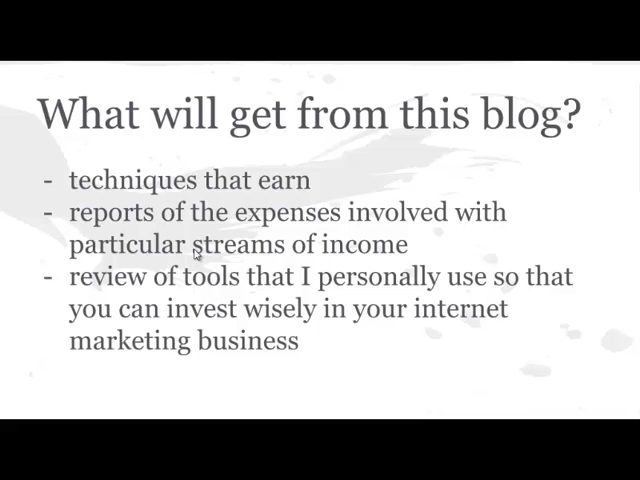 What will get from this blog?
- techniques that earn
- reports of the expenses involved with
particular streams of income
- review of tools that I personally use so that
you can invest wisely in your internet
marketing business